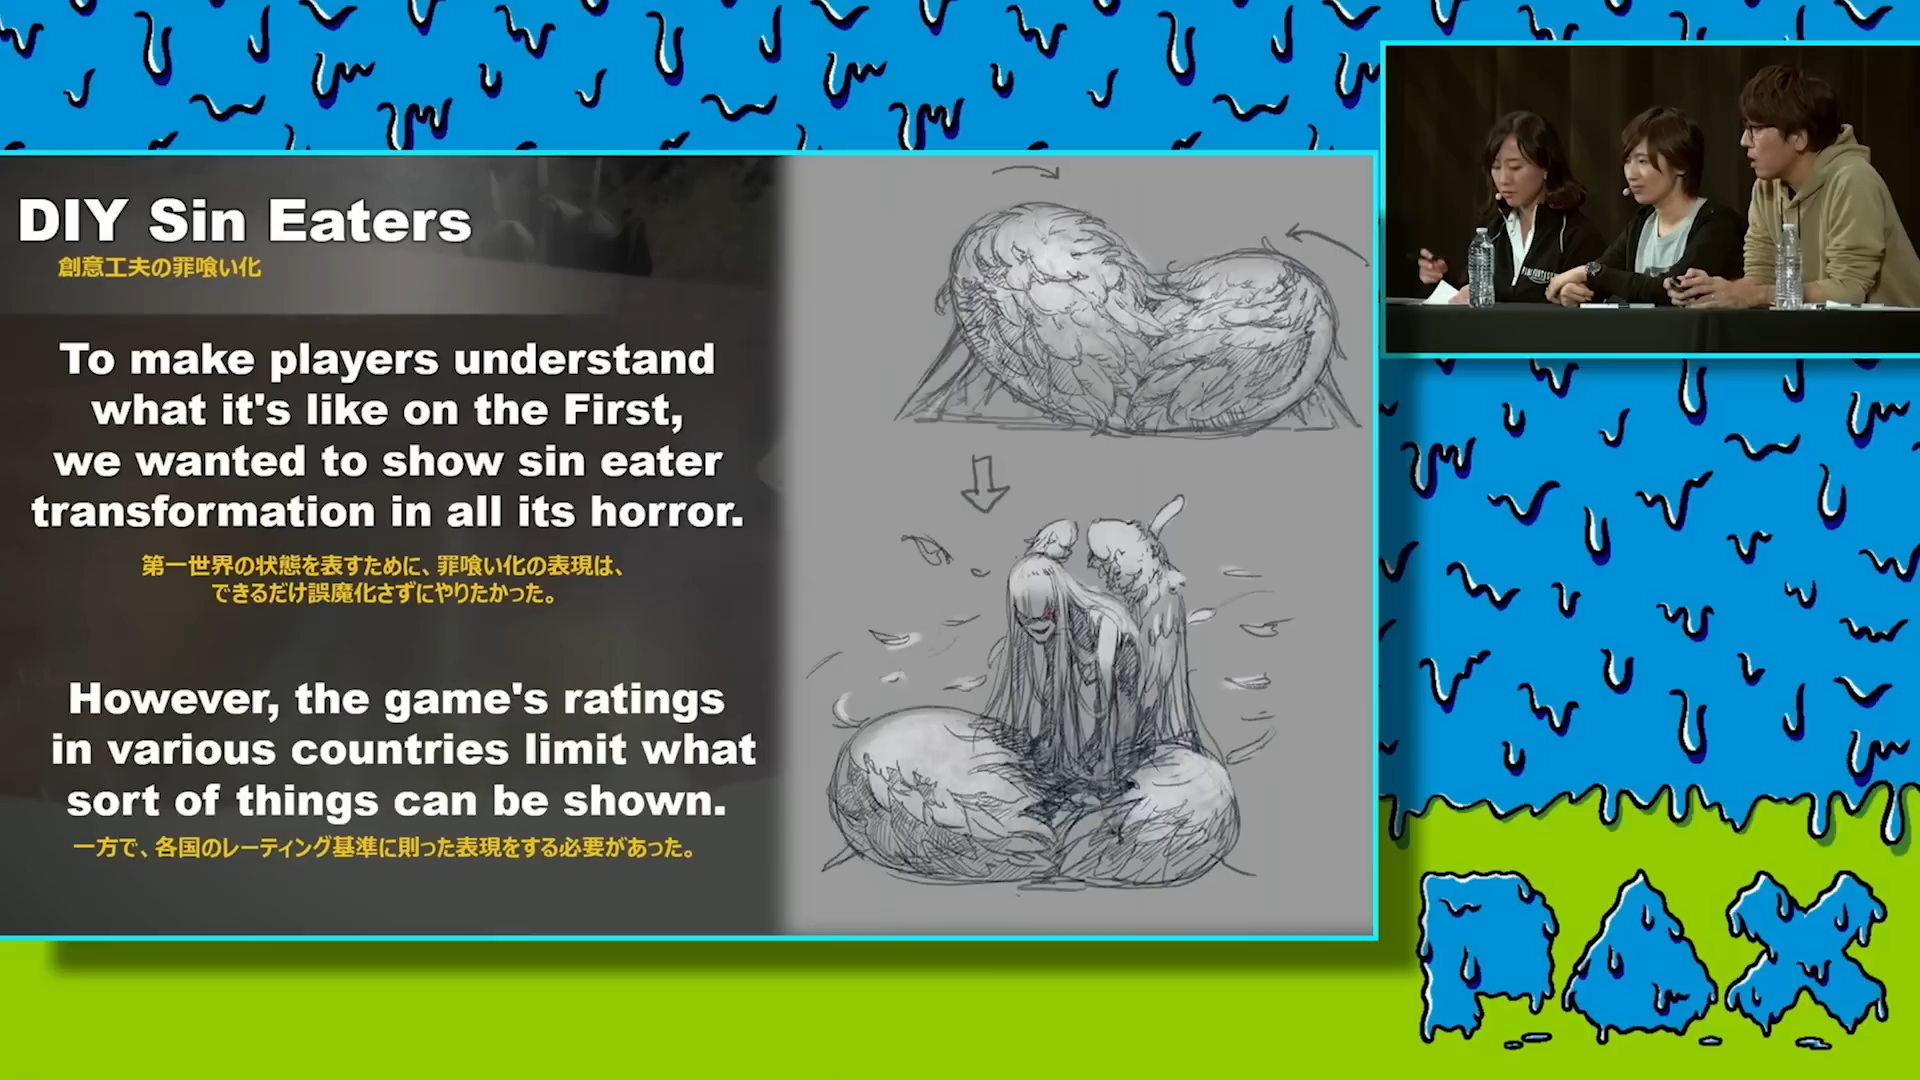 DIY Sin Eaters
創意工夫の罪喰い化
To make players understand
what it's like on the First,
we wanted to show sin eater
transformation in all its horror.
第一世界の状態を表すために、罪喰い化の表現は、
できるだけ誤魔化さずにやりたかった。
However, the game's ratings
in various countries limit what
sort of things can be shown.
一方で、各国のレーティング基準に則った表現をする必要があった。
PAX